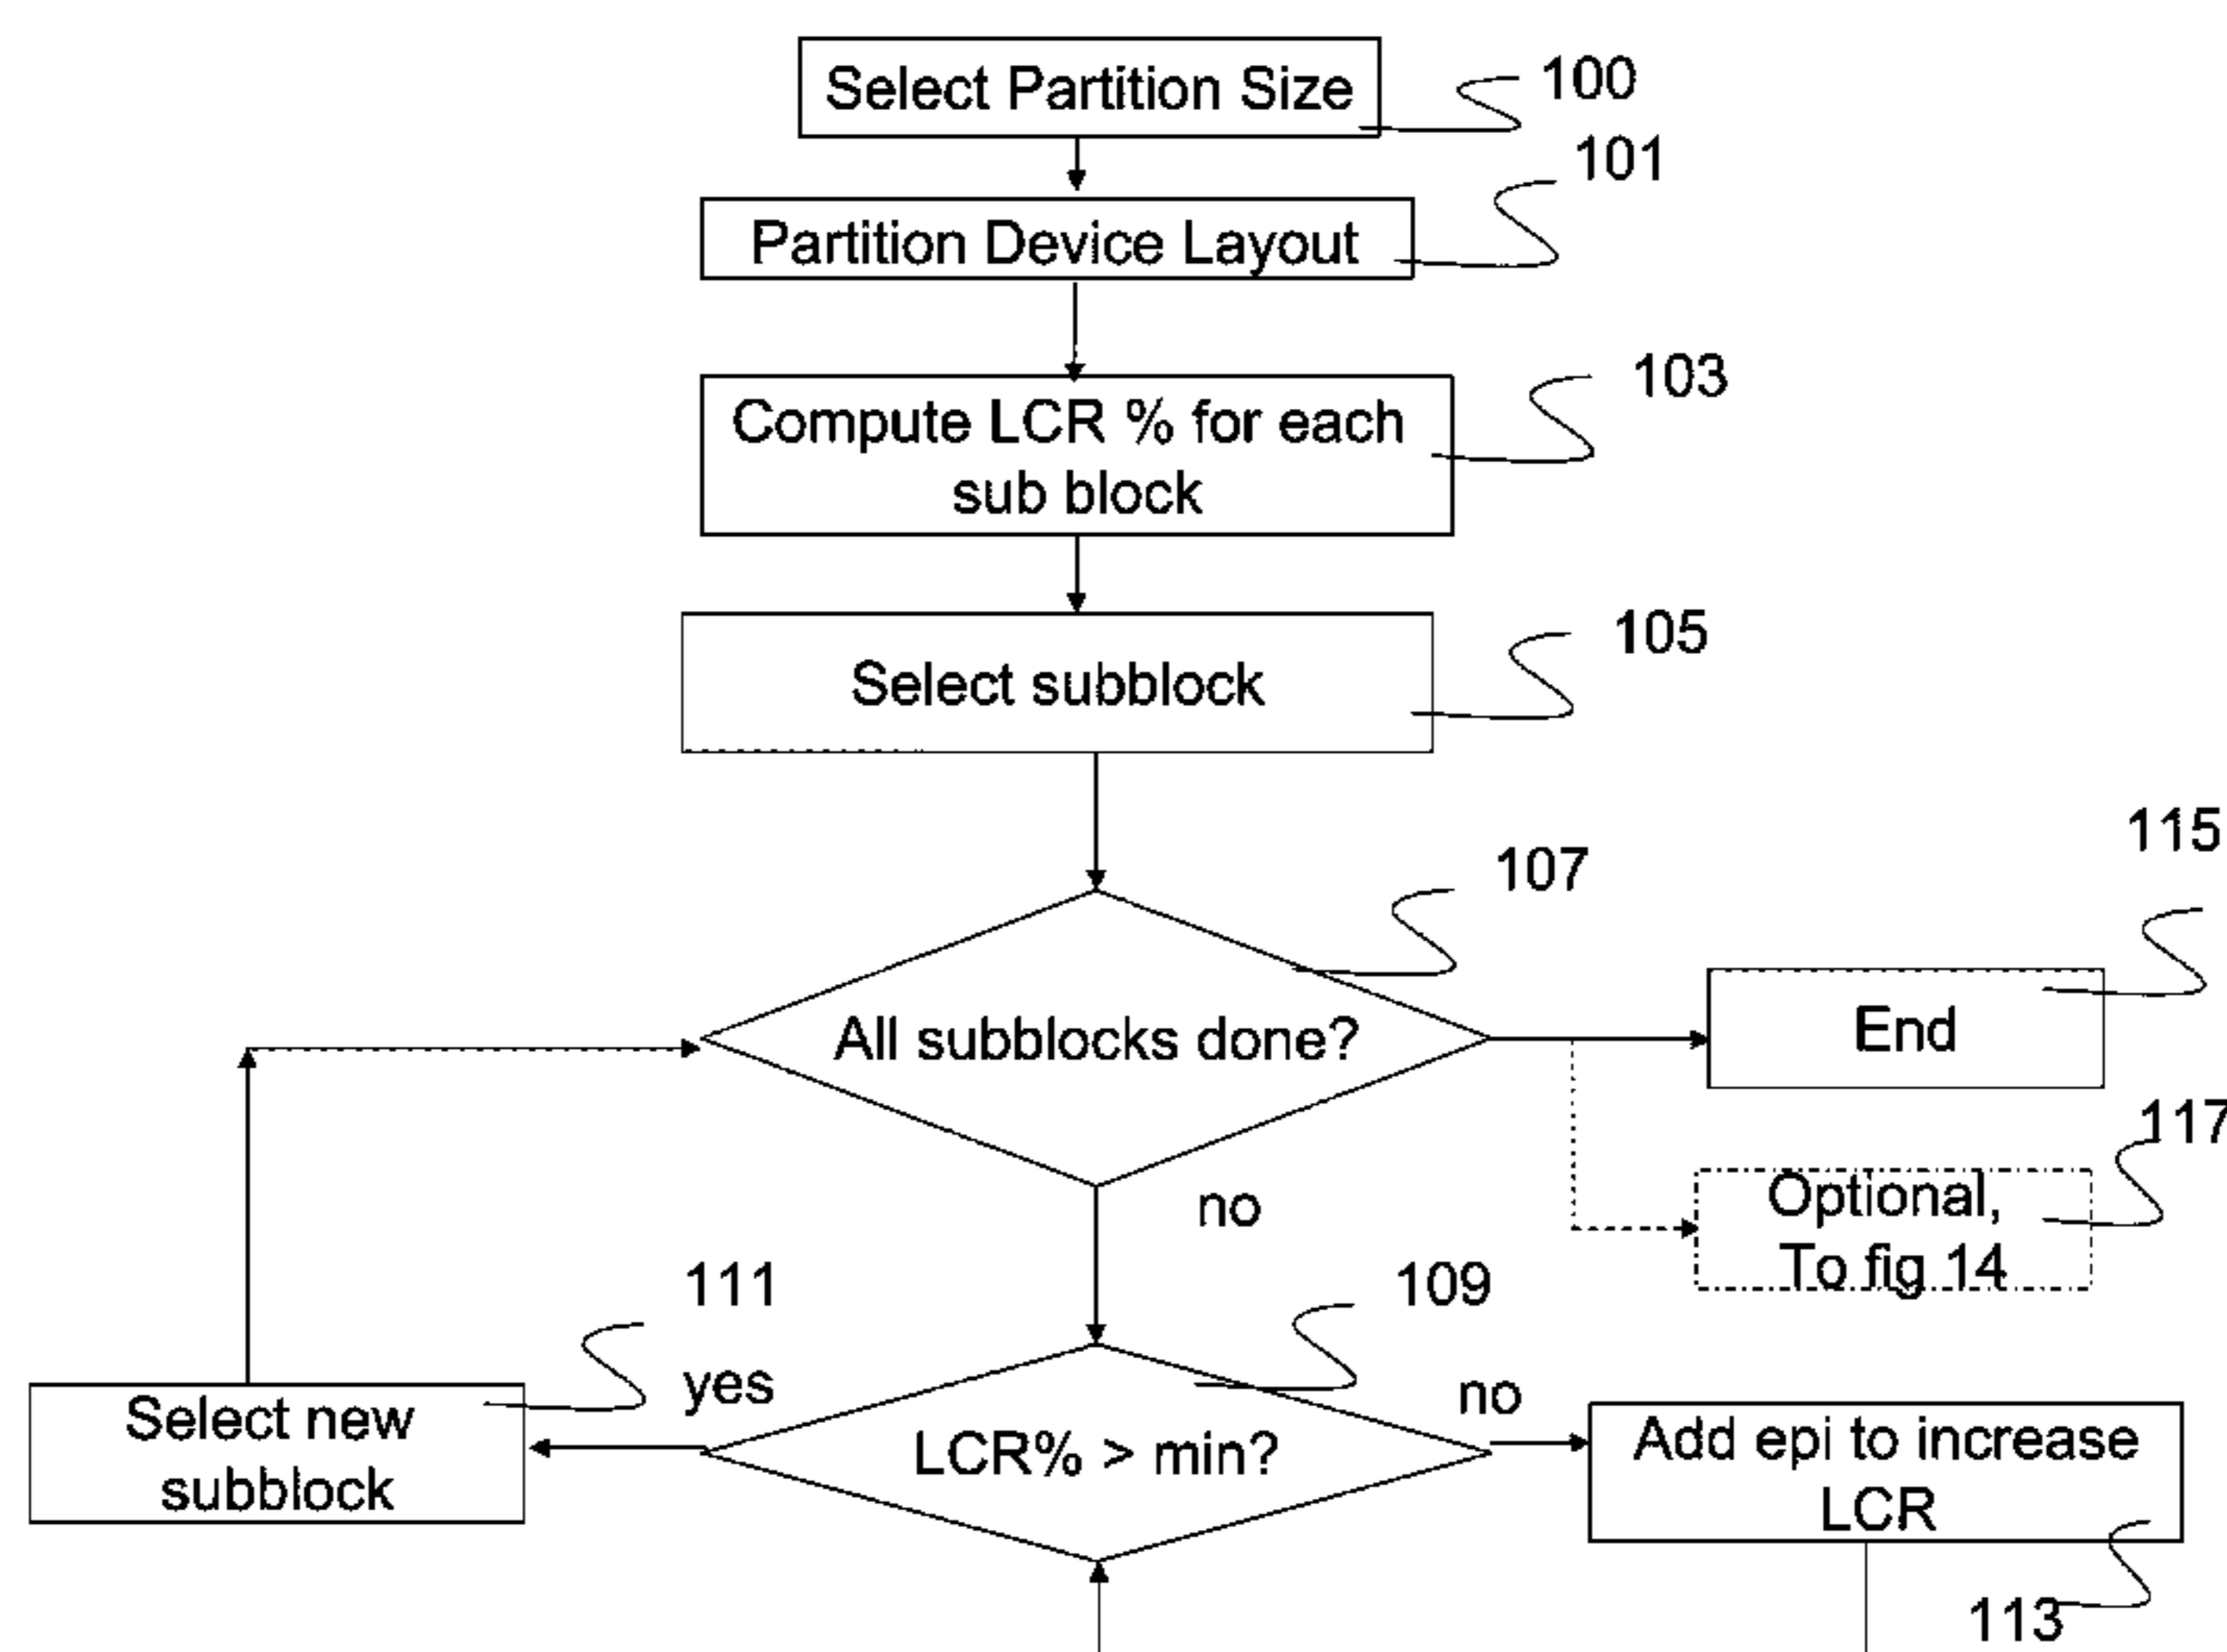 Select Partition Size
100
101
Partition Device Layout
103
Compute LCR % for each
sub block
105
Select subblock
107
115
All subblocks done?
End
117
Optional,
To fig 14
no
111
109
yes
no
Select new
subblock
LCR% > min?
Add epi to increase
LCR
113